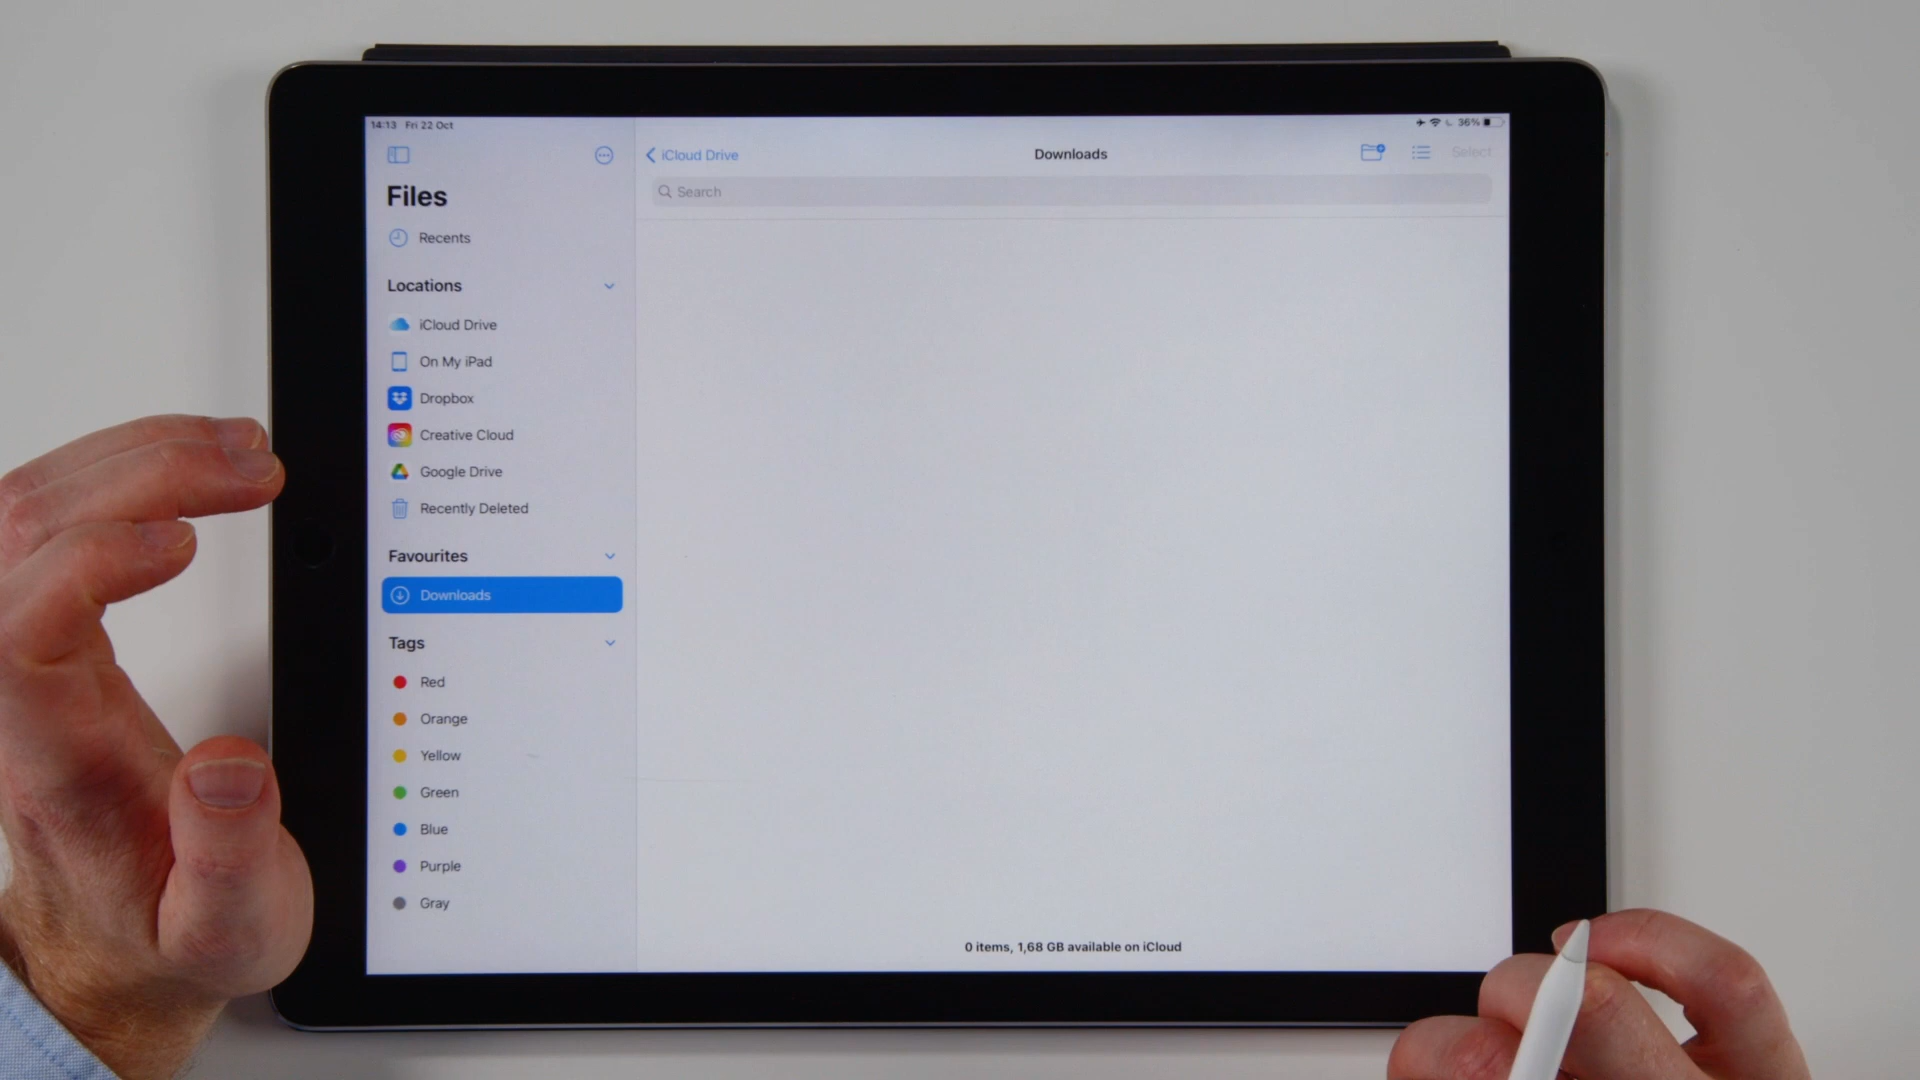 14:13 Fri 22 Oct
36%
iCloud Drive
Downloads
Select
Search
Files
Recents
Locations
iCloud Drive
On My iPad
Dropbox
Creative Cloud
Google Drive
Recently Deleted
Favourites
Downloads
Tags
Red
Orange
Yellow
Green
Blue
Purple
Gray
0 items, 1,68 GB available on iCloud